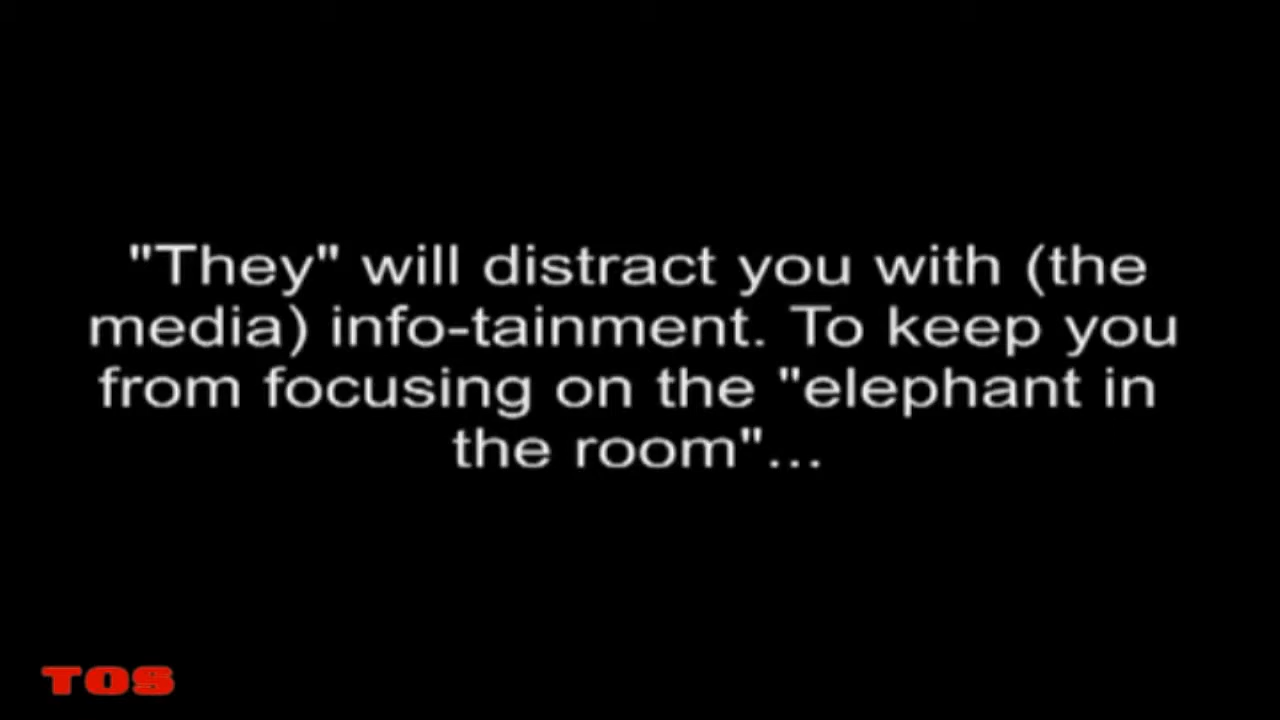 "They" will distract you with (the
media) info-tainment. To keep you
from focusing on the "elephant in
the room"...
TOS